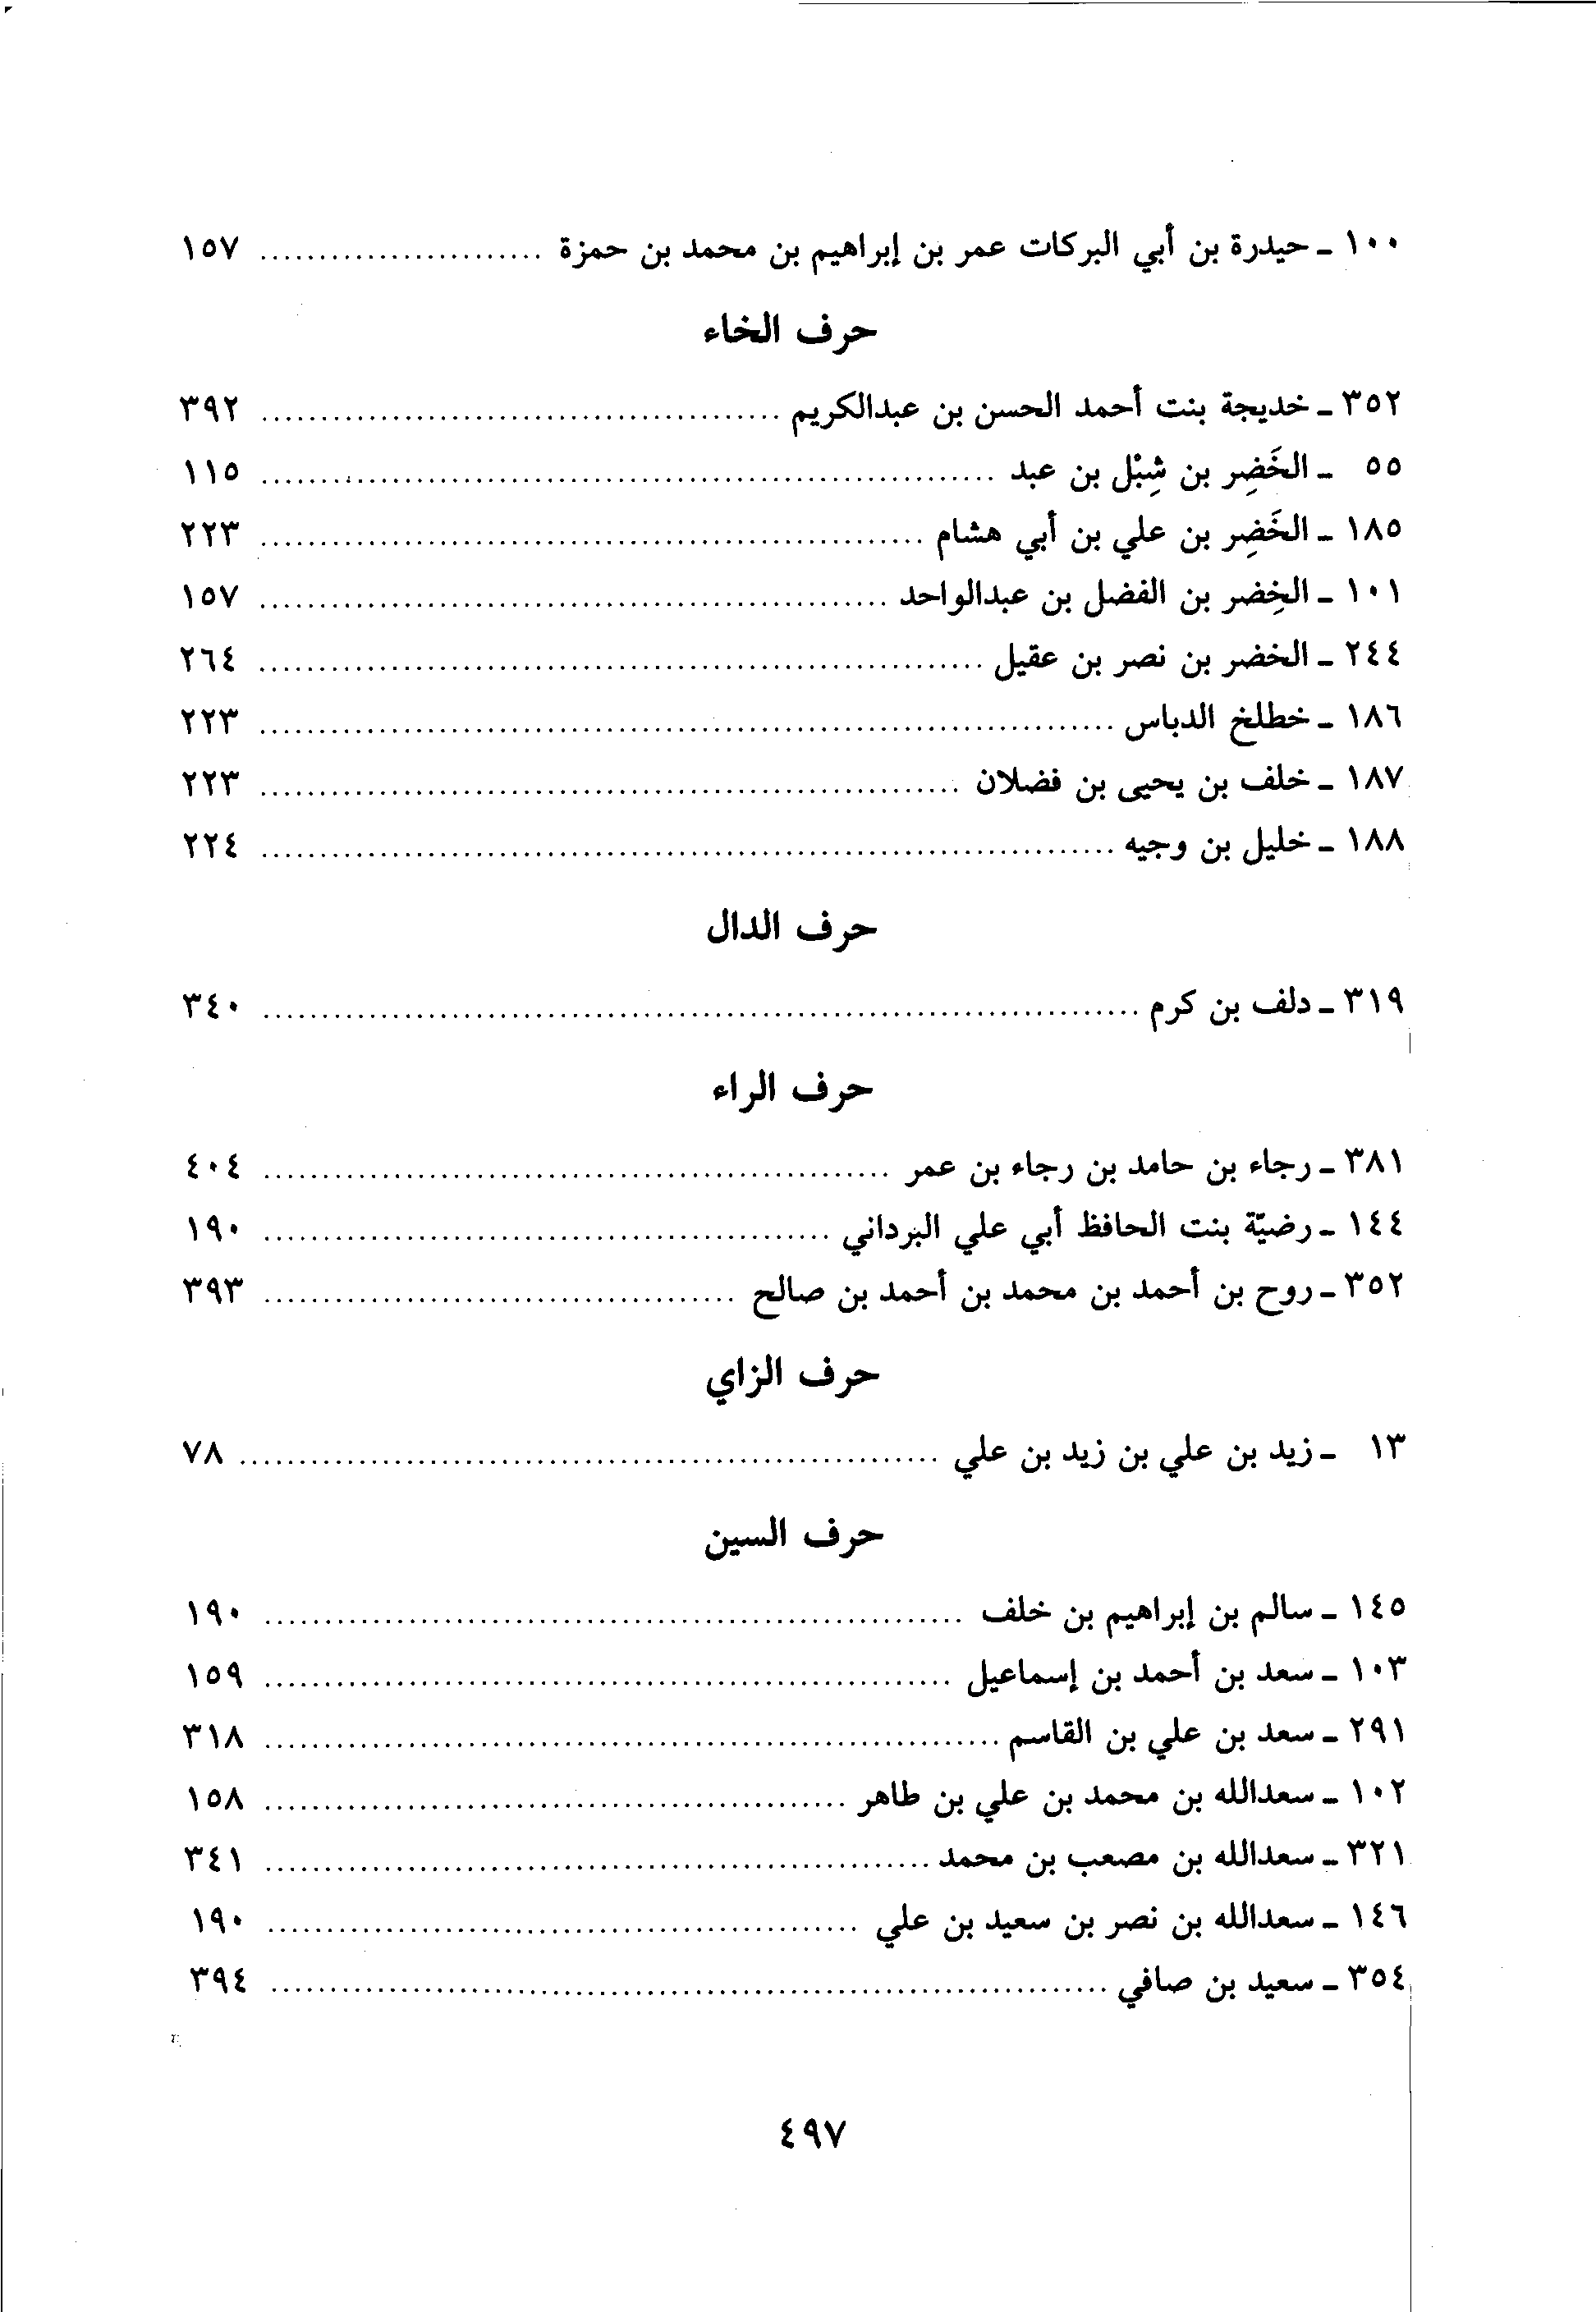 ١٠٠ ـ حيدرة بن أبي البركات عمر بن إبراهيم بن محمد بن حمزة ........................ ١٥٧
حرف الخاء
٣٥٢ ـ خديجة بنت أحمد الحسن بن عبدالكريم ........................ ٣٩٢
٥٥ ـ الخَضِر بن شِبْل بن عبد ........................ ١١٥
١٨٥ ـ الخَضِر بن علي بن أبي هشام ........................ ٢٢٣
١٠١ ـ الخِضر بن الفضل بن عبدالواحد ........................ ١٥٧
٢٤٤ ـ الخضر بن نصر بن عقيل ........................ ٢٦٤
١٨٦ ـ خطلخ الدباس ........................ ٢٢٣
١٨٧ ـ خلف بن يحيى بن فضلان ........................ ٢٢٣
١٨٨ ـ خليل بن وجيه ........................ ٢٢٤
حرف الدال
٣١٩ ـ دلف بن كرم ........................ ٣٤٠
حرف الراء
٣٨١ ـ رجاء بن حامد بن رجاء بن عمر ........................ ٤٠٤
١٤٤ ـ رضيّة بنت الحافظ أبي علي البرداني ........................ ١٩٠
٣٥٢ ـ روح بن أحمد بن محمد بن أحمد بن صالح ........................ ٣٩٣
حرف الزاي
١٣ ـ زيد بن علي بن زيد بن علي ........................ ٧٨
حرف السين
١٤٥ ـ سالم بن إبراهيم بن خلف ........................ ١٩٠
١٠٣ ـ سعد بن أحمد بن إسماعيل ........................ ١٥٩
٢٩١ ـ سعد بن علي بن القاسم ........................ ٣١٨
١٠٢ ـ سعدالله بن محمد بن علي بن طاهر ........................ ١٥٨
٣٢١ ـ سعدالله بن مصعب بن محمد ........................ ٣٤١
١٤٦ ـ سعدالله بن نصر بن سعيد بن علي ........................ ١٩٠
٣٥٤ ـ سعيد بن صافي ........................ ٣٩٤
٤٩٧